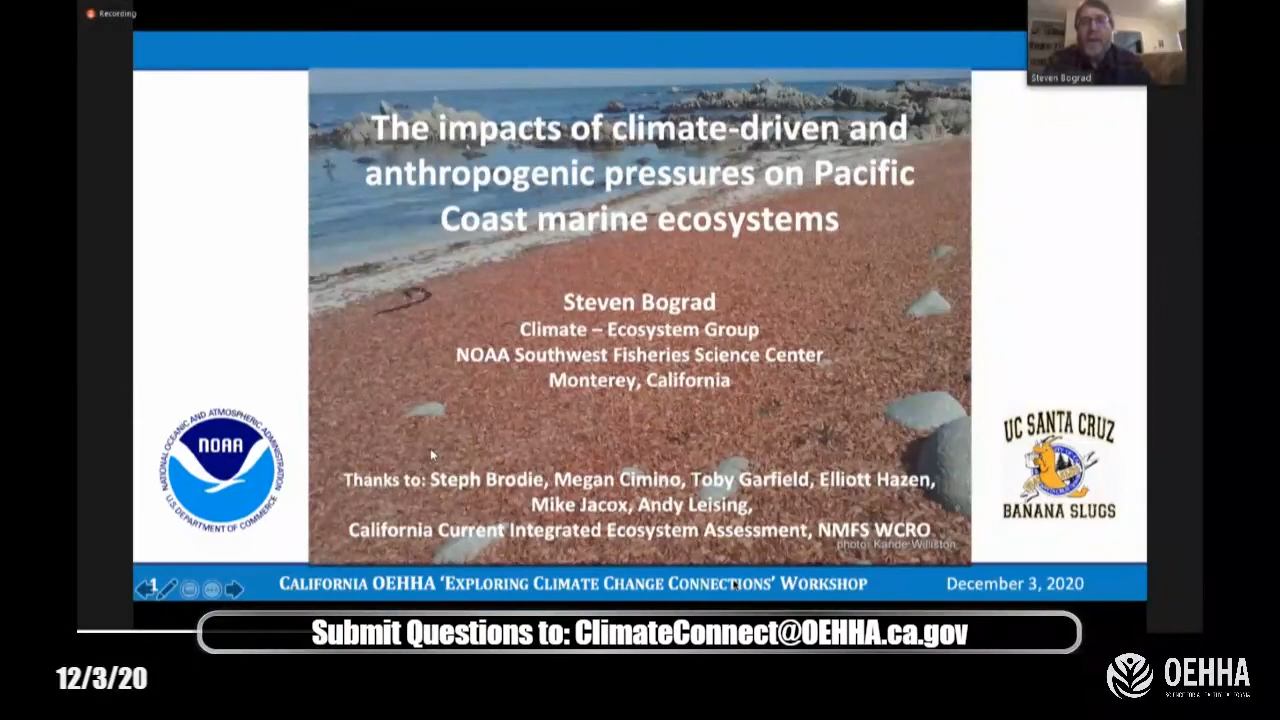 Recording
Steven Bograd
The impacts of climate-driven and
anthropogenic pressures on Pacific
Coast marine ecosystems
Steven Bograd
Climate – Ecosystem Group
NOAA Southwest Fisheries Science Center
Monterey, California
NATIONAL OCEANIC AND ATMOSPHERIC ADMINISTRATION
NOAA
U.S. DEPARTMENT OF COMMERCE
UC SANTA CRUZ
BANANA SLUGS
Thanks to: Steph Brodie, Megan Cimino, Toby Garfield, Elliott Hazen,
Mike Jacox, Andy Leising,
California Current Integrated Ecosystem Assessment, NMFS WCRO
photo: Kande Williston
1
CALIFORNIA OEHHA ‘EXPLORING CLIMATE CHANGE CONNECTIONS’ WORKSHOP
December 3, 2020
Submit Questions to: ClimateConnect@OEHHA.ca.gov
12/3/20
OEHHA